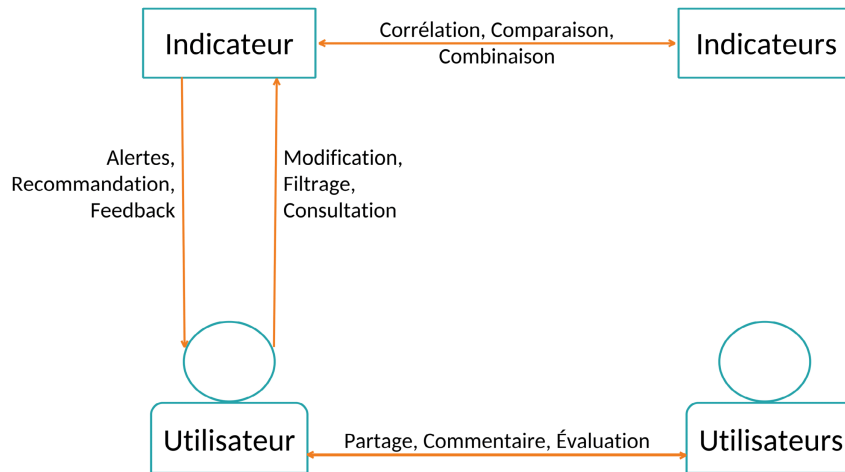 Indicateur
Corrélation, Comparaison,
Combinaison
Indicateurs
Alertes,
Recommandation,
Feedback
Modification,
Filtrage,
Consultation
Utilisateur
Partage, Commentaire, Évaluation
Utilisateurs